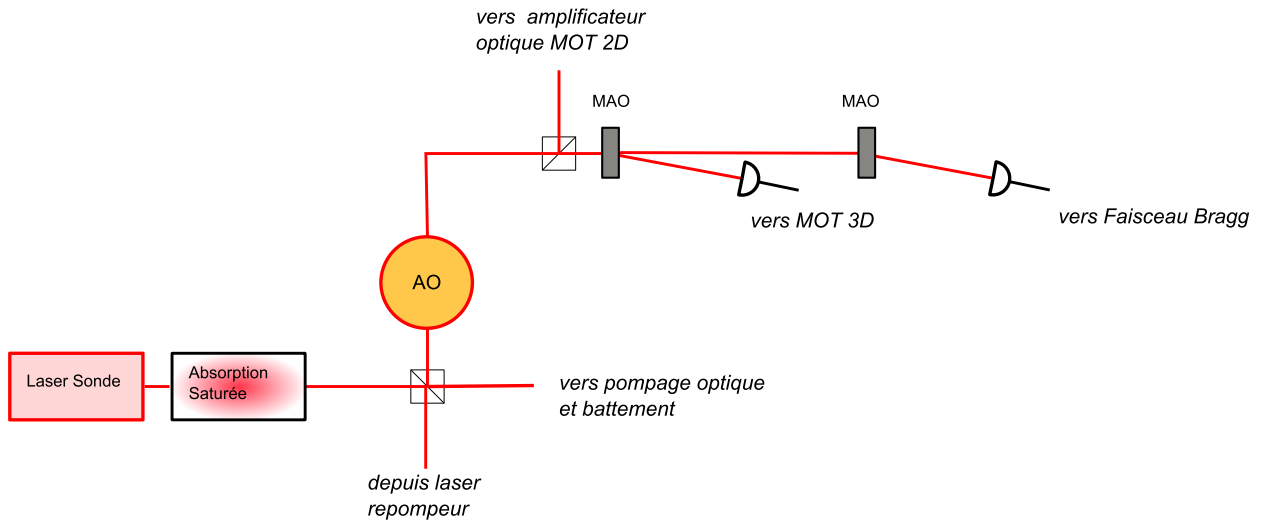 vers amplificateur
optique MOT 2D
MAO
MAO
vers MOT 3D
vers Faisceau Bragg
AO
Laser Sonde
Absorption
Saturée
vers pompage optique
et battement
depuis laser
repompeur